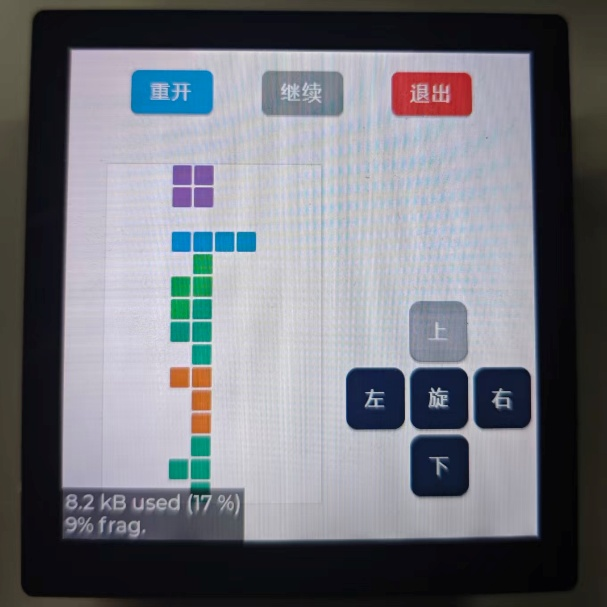 重开
继续
退出
上
左
旋
右
下
8.2 kB used (17 %)
9% frag.